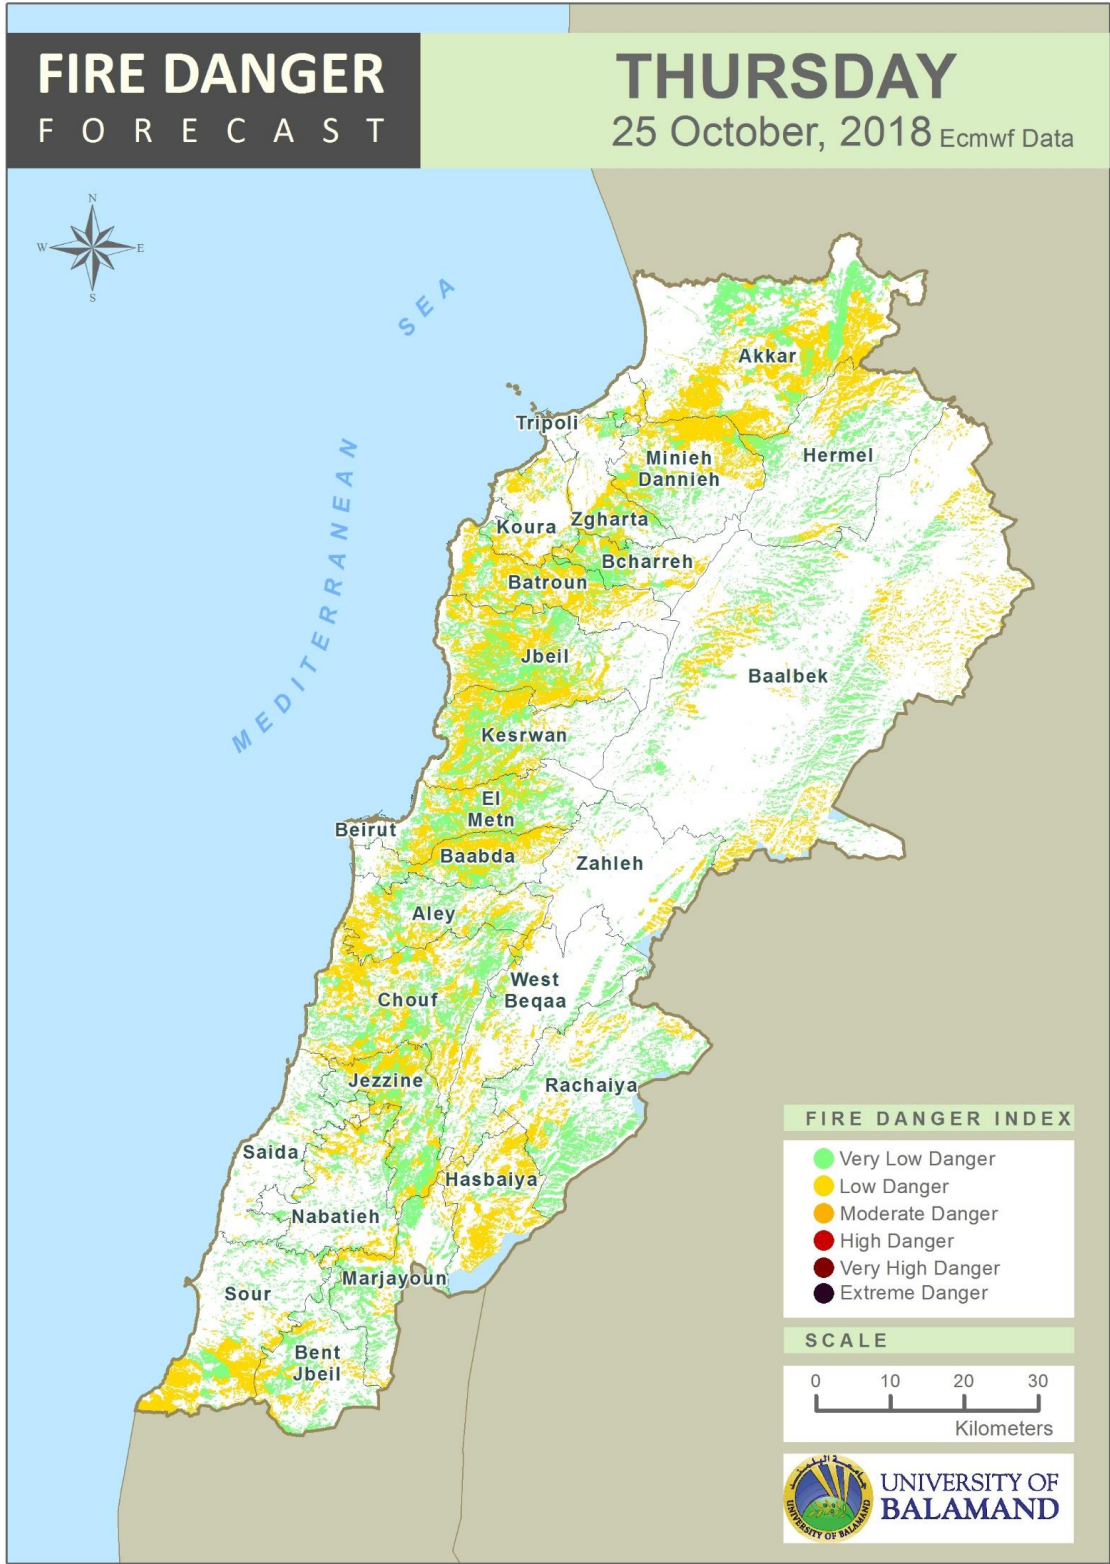 FIRE DANGER
FORECAST
THURSDAY
25 October, 2018 Ecmwf Data
N
W
E
S
SEA
MEDITERRANEAN
Akkar
Tripoli
Minieh
Dannieh
Hermel
Koura
Zgharta
Bcharreh
Batroun
Jbeil
Baalbek
Kesrwan
El
Metn
Beirut
Baabda
Zahleh
Aley
West
Beqaa
Chouf
Jezzine
Rachaiya
Saida
Hasbaiya
Nabatieh
Marjayoun
Sour
Bent
Jbeil
FIRE DANGER INDEX
Very Low Danger
Low Danger
Moderate Danger
High Danger
Very High Danger
Extreme Danger
SCALE
0 10 20 30
Kilometers
UNIVERSITY OF BALAMAND
UNIVERSITY OF
BALAMAND